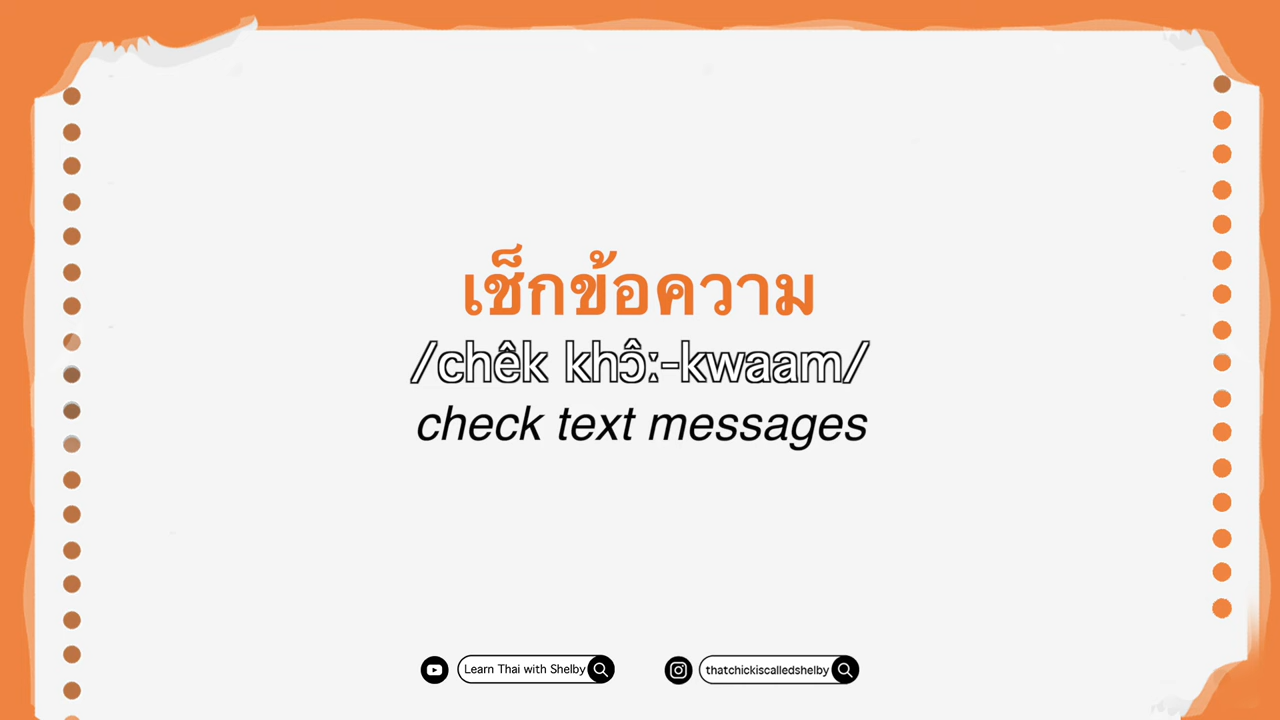 เช็กข้อความ
/chêk khɔ̂ː-kwaam/
check text messages
Learn Thai with Shelby
thatchickiscalledshelby